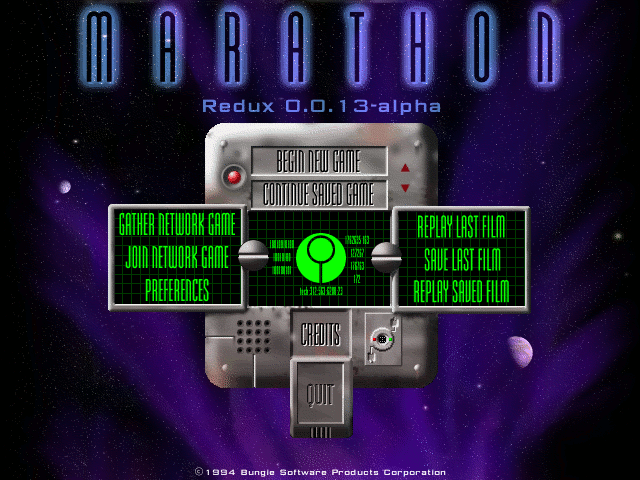 MARATHON
Redux 0.0.13-alpha
BEGIN NEW GAME
CONTINUE SAVED GAME
GATHER NETWORK GAME
JOIN NETWORK GAME
PREFERENCES
REPLAY LAST FILM
SAVE LAST FILM
REPLAY SAVED FILM
CREDITS
QUIT
©1994 Bungie Software Products Corporation